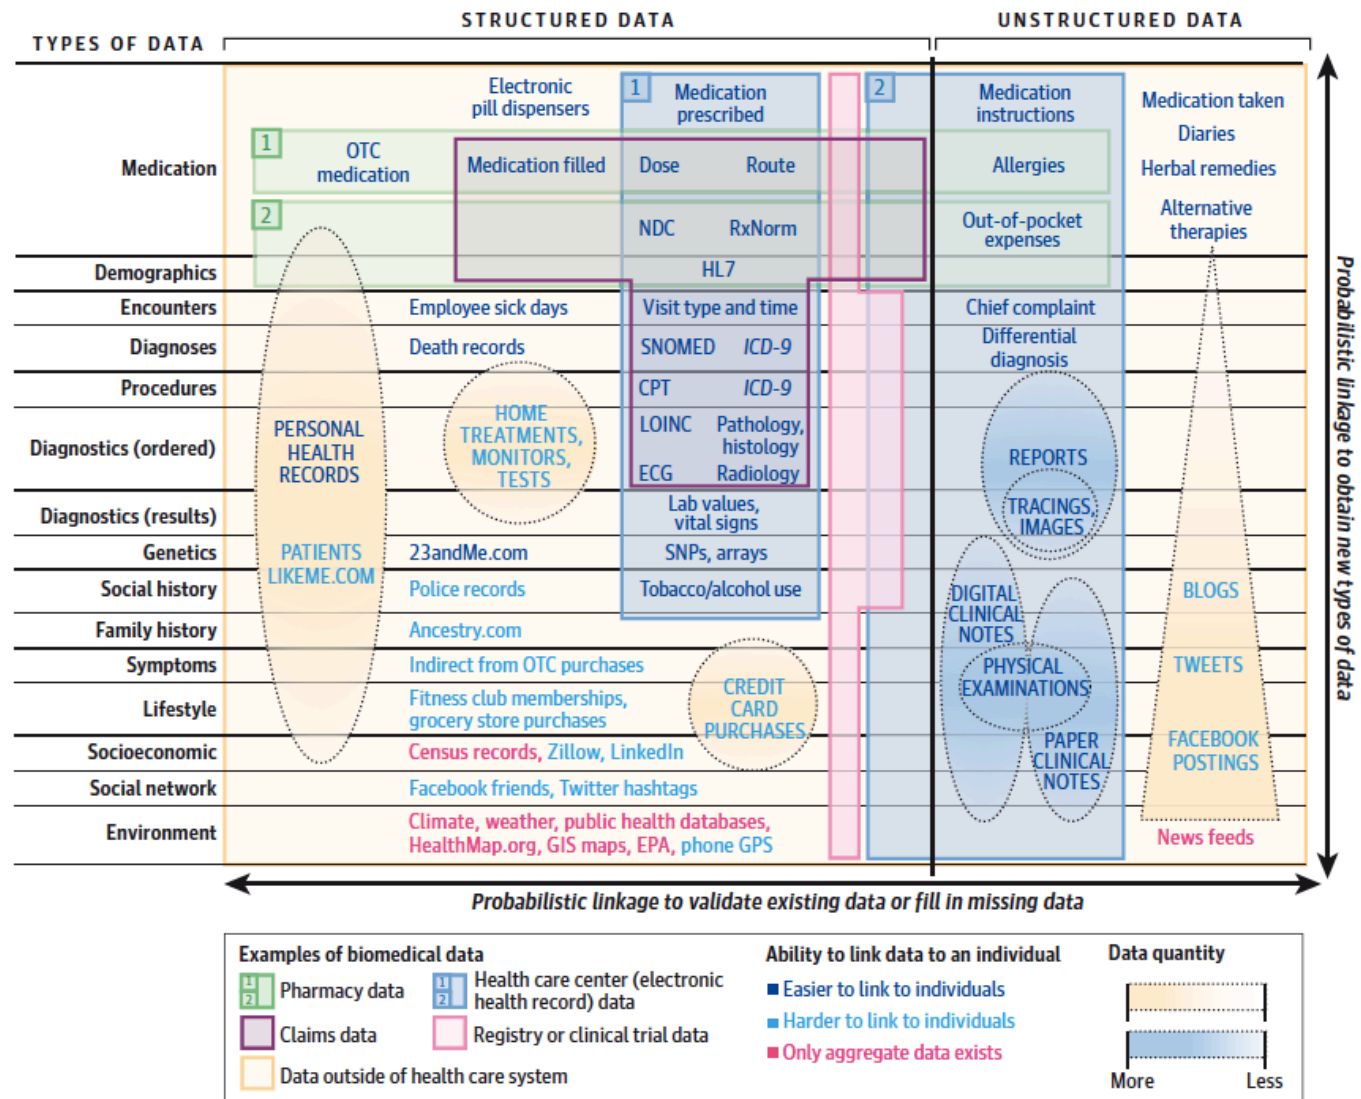 STRUCTURED DATA
UNSTRUCTURED DATA
TYPES OF DATA
Medication
Demographics
Encounters
Diagnoses
Procedures
Diagnostics (ordered)
Diagnostics (results)
Genetics
Social history
Family history
Symptoms
Lifestyle
Socioeconomic
Social network
Environment
Electronic
pill dispensers
1
Medication
prescribed
2
Medication
instructions
Medication taken
Diaries
1
OTC
medication
Medication filled
Dose
Route
Allergies
Herbal remedies
2
NDC
RxNorm
Out-of-pocket
expenses
Alternative
therapies
HL7
Employee sick days
Visit type and time
Chief complaint
Death records
SNOMED
ICD-9
Differential
diagnosis
CPT
ICD-9
PERSONAL
HEALTH
RECORDS
HOME
TREATMENTS,
MONITORS,
TESTS
LOINC
Pathology,
histology
ECG
Radiology
REPORTS
Lab values,
vital signs
TRACINGS,
IMAGES
PATIENTS
LIKEME.COM
23andMe.com
SNPs, arrays
Police records
Tobacco/alcohol use
DIGITAL
CLINICAL
NOTES
BLOGS
Ancestry.com
Indirect from OTC purchases
PHYSICAL
EXAMINATIONS
TWEETS
Fitness club memberships,
grocery store purchases
CREDIT
CARD
PURCHASES
Census records, Zillow, LinkedIn
PAPER
CLINICAL
NOTES
FACEBOOK
POSTINGS
Facebook friends, Twitter hashtags
Climate, weather, public health databases,
HealthMap.org, GIS maps, EPA, phone GPS
News feeds
Probabilistic linkage to obtain new types of data
Probabilistic linkage to validate existing data or fill in missing data
Examples of biomedical data
1
2
Pharmacy data
1
2
Health care center (electronic
health record) data
Claims data
Registry or clinical trial data
Data outside of health care system
Ability to link data to an individual
Easier to link to individuals
Harder to link to individuals
Only aggregate data exists
Data quantity
More
Less